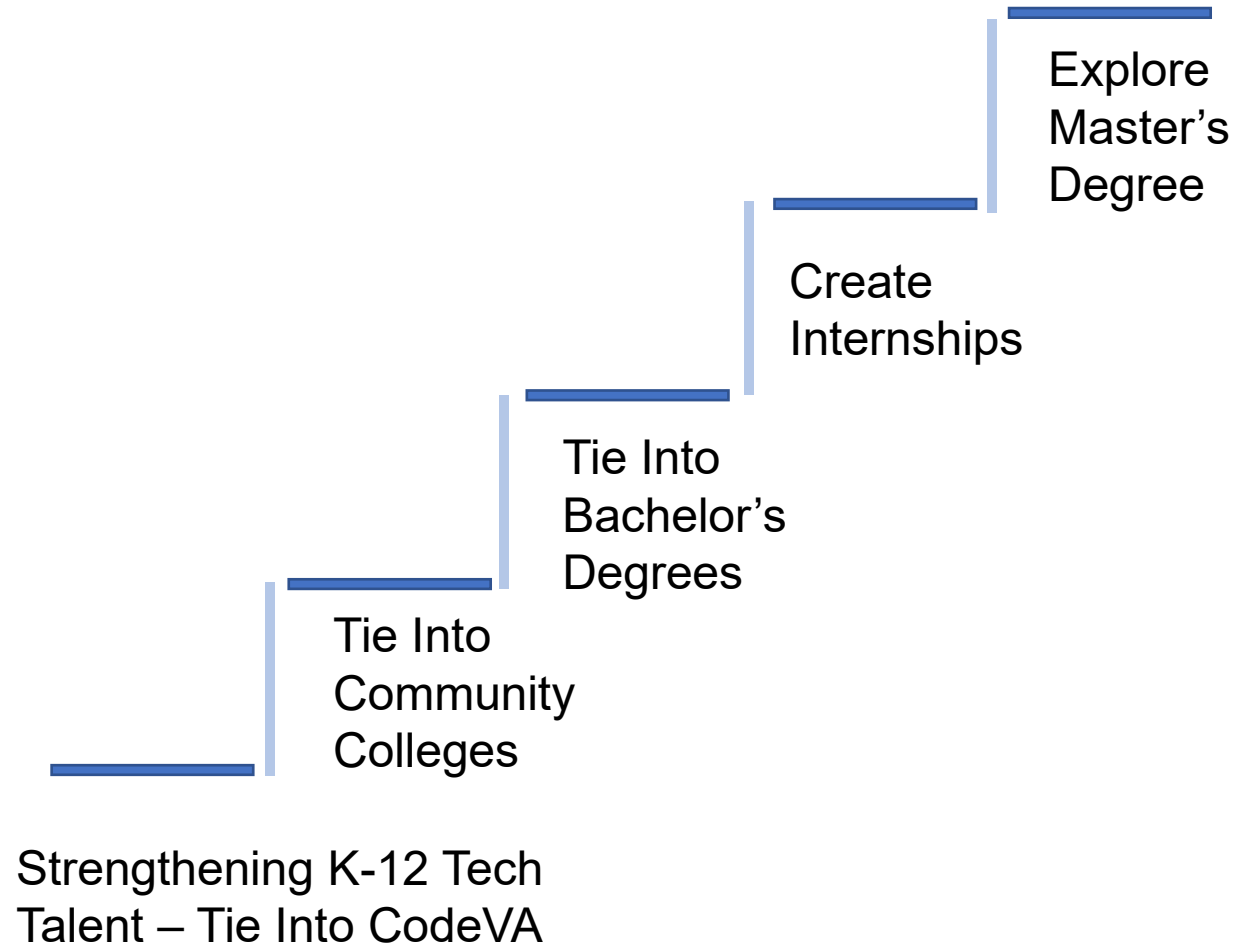 Explore
Master’s
Degree
Create
Internships
Tie Into
Bachelor’s
Degrees
Tie Into
Community
Colleges
Strengthening K-12 Tech
Talent – Tie Into CodeVA